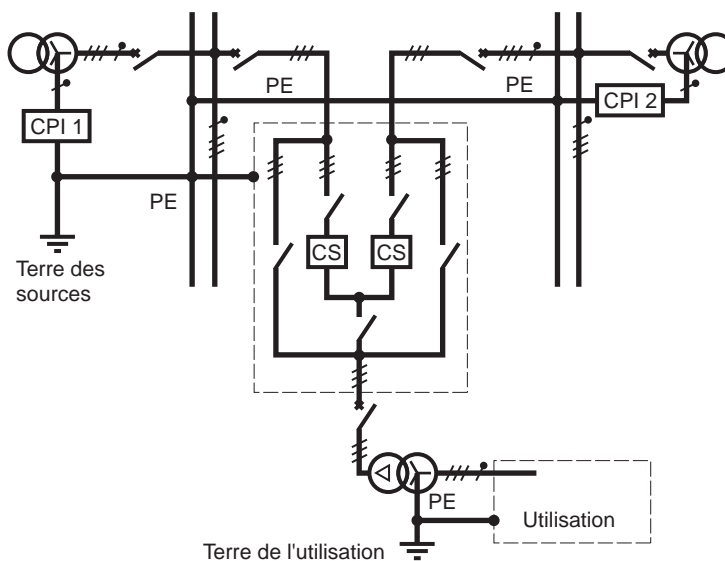 PE
PE
CPI 1
CPI 2
PE
CS
CS
Terre des
sources
PE
Utilisation
Terre de l'utilisation